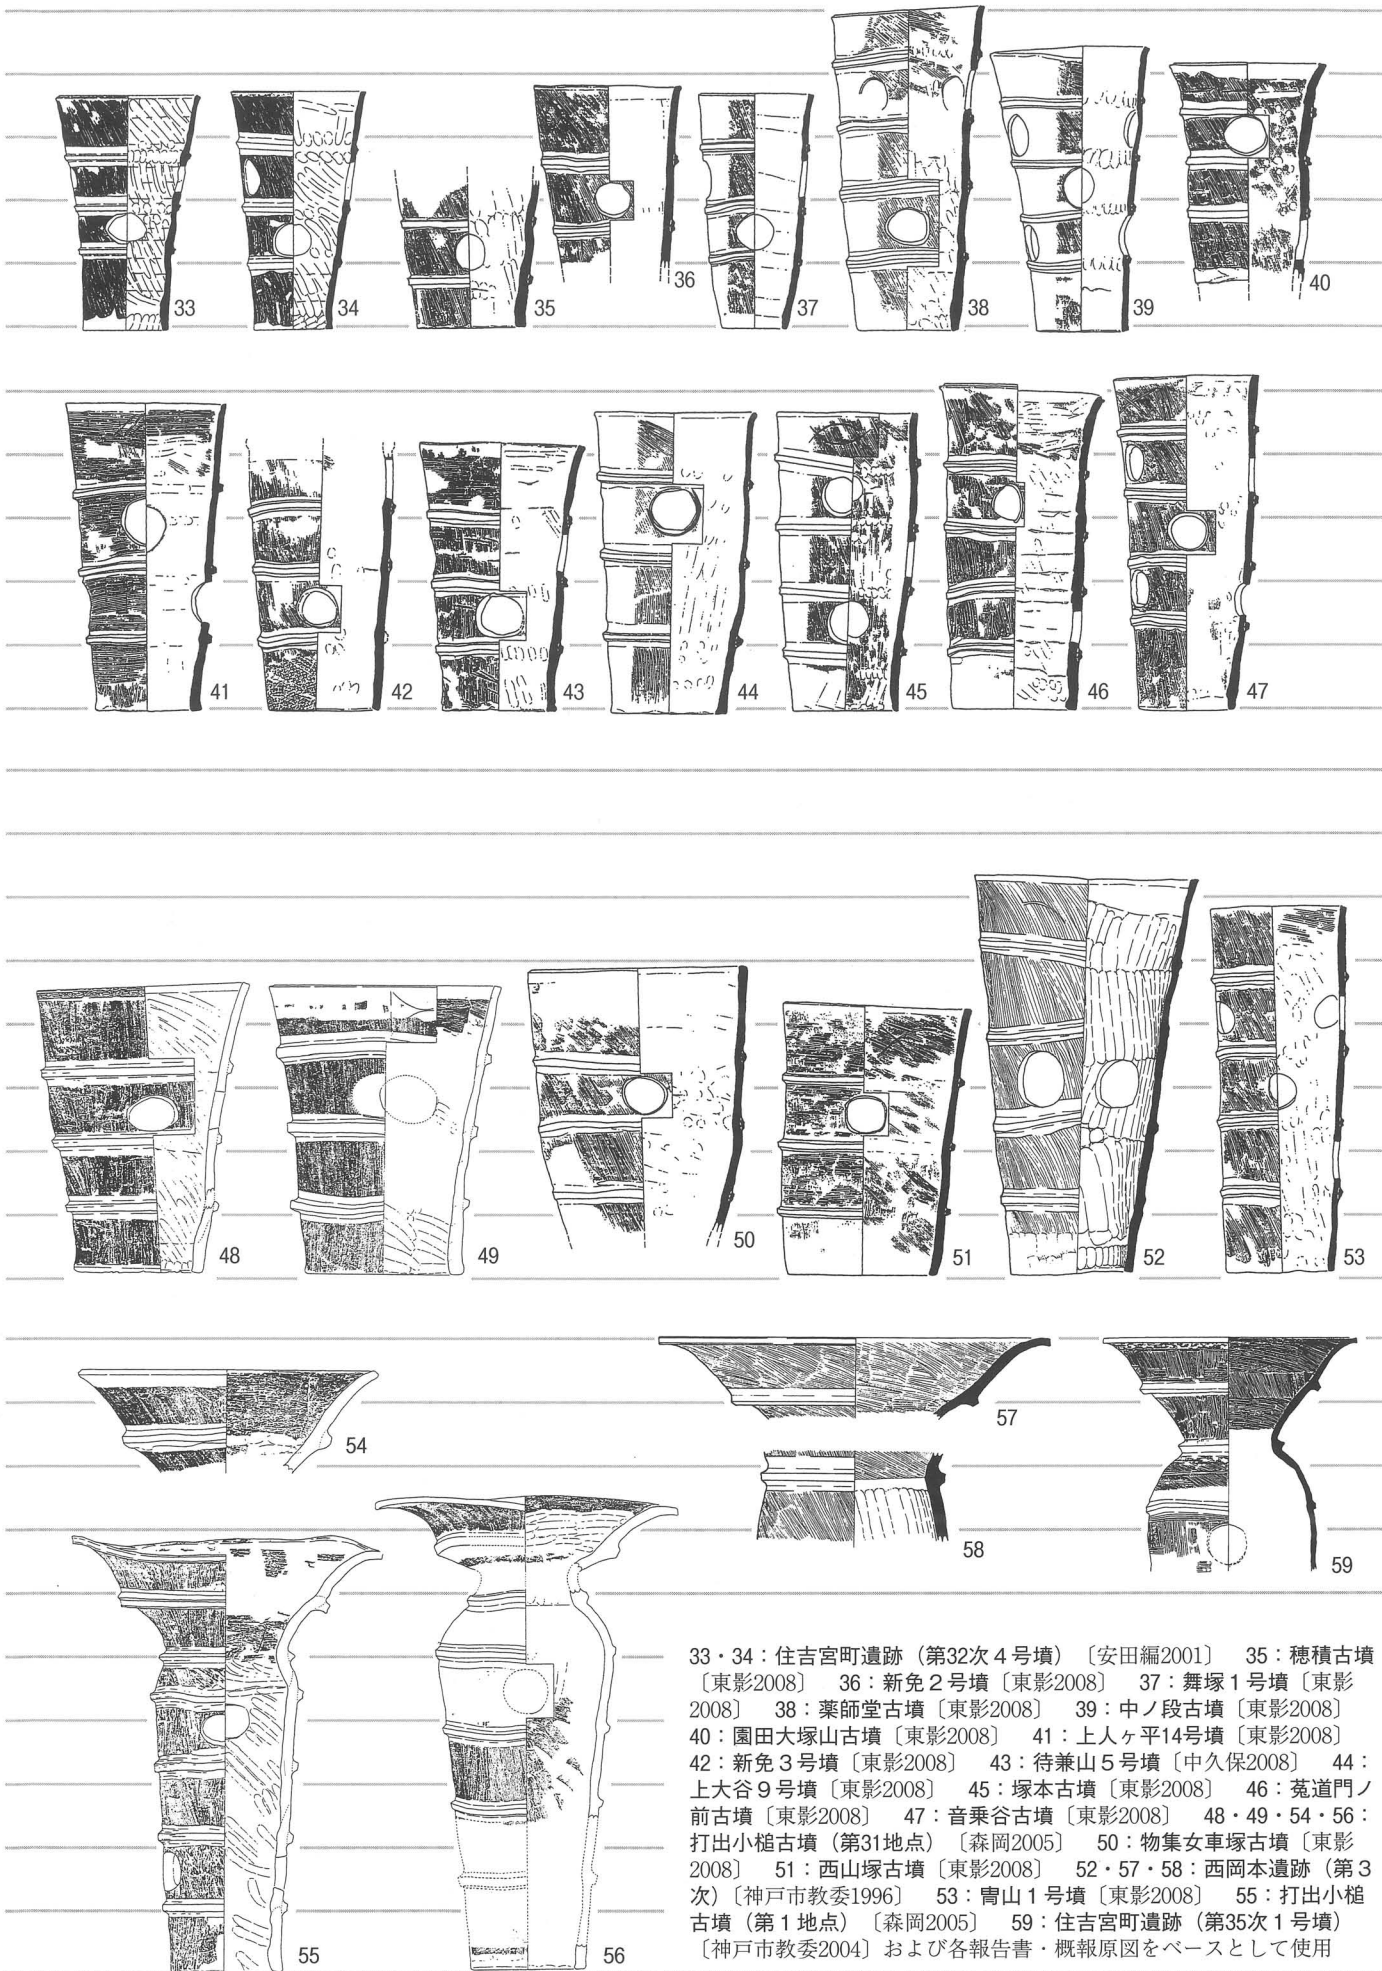 33 34 35 36 37 38 39 40
41 42 43 44 45 46 47
48 49 50 51 52 53
54 57
58 59
55 56
33・34：住吉宮町遺跡（第32次４号墳）〔安田編2001〕　35：穂積古墳
〔東影2008〕　36：新免２号墳〔東影2008〕　37：舞塚１号墳〔東影
2008〕　38：薬師堂古墳〔東影2008〕　39：中ノ段古墳〔東影2008〕
40：園田大塚山古墳〔東影2008〕　41：上人ヶ平14号墳〔東影2008〕
42：新免３号墳〔東影2008〕　43：待兼山５号墳〔中久保2008〕　44：
上大谷９号墳〔東影2008〕　45：塚本古墳〔東影2008〕　46：菟道門ノ
前古墳〔東影2008〕　47：音乗谷古墳〔東影2008〕　48・49・54・56：
打出小槌古墳（第31地点）〔森岡2005〕　50：物集女車塚古墳〔東影
2008〕　51：西山塚古墳〔東影2008〕　52・57・58：西岡本遺跡（第３
次）〔神戸市教委1996〕　53：冑山１号墳〔東影2008〕　55：打出小槌
古墳（第１地点）〔森岡2005〕　59：住吉宮町遺跡（第35次１号墳）
〔神戸市教委2004〕および各報告書・概報原図をベースとして使用